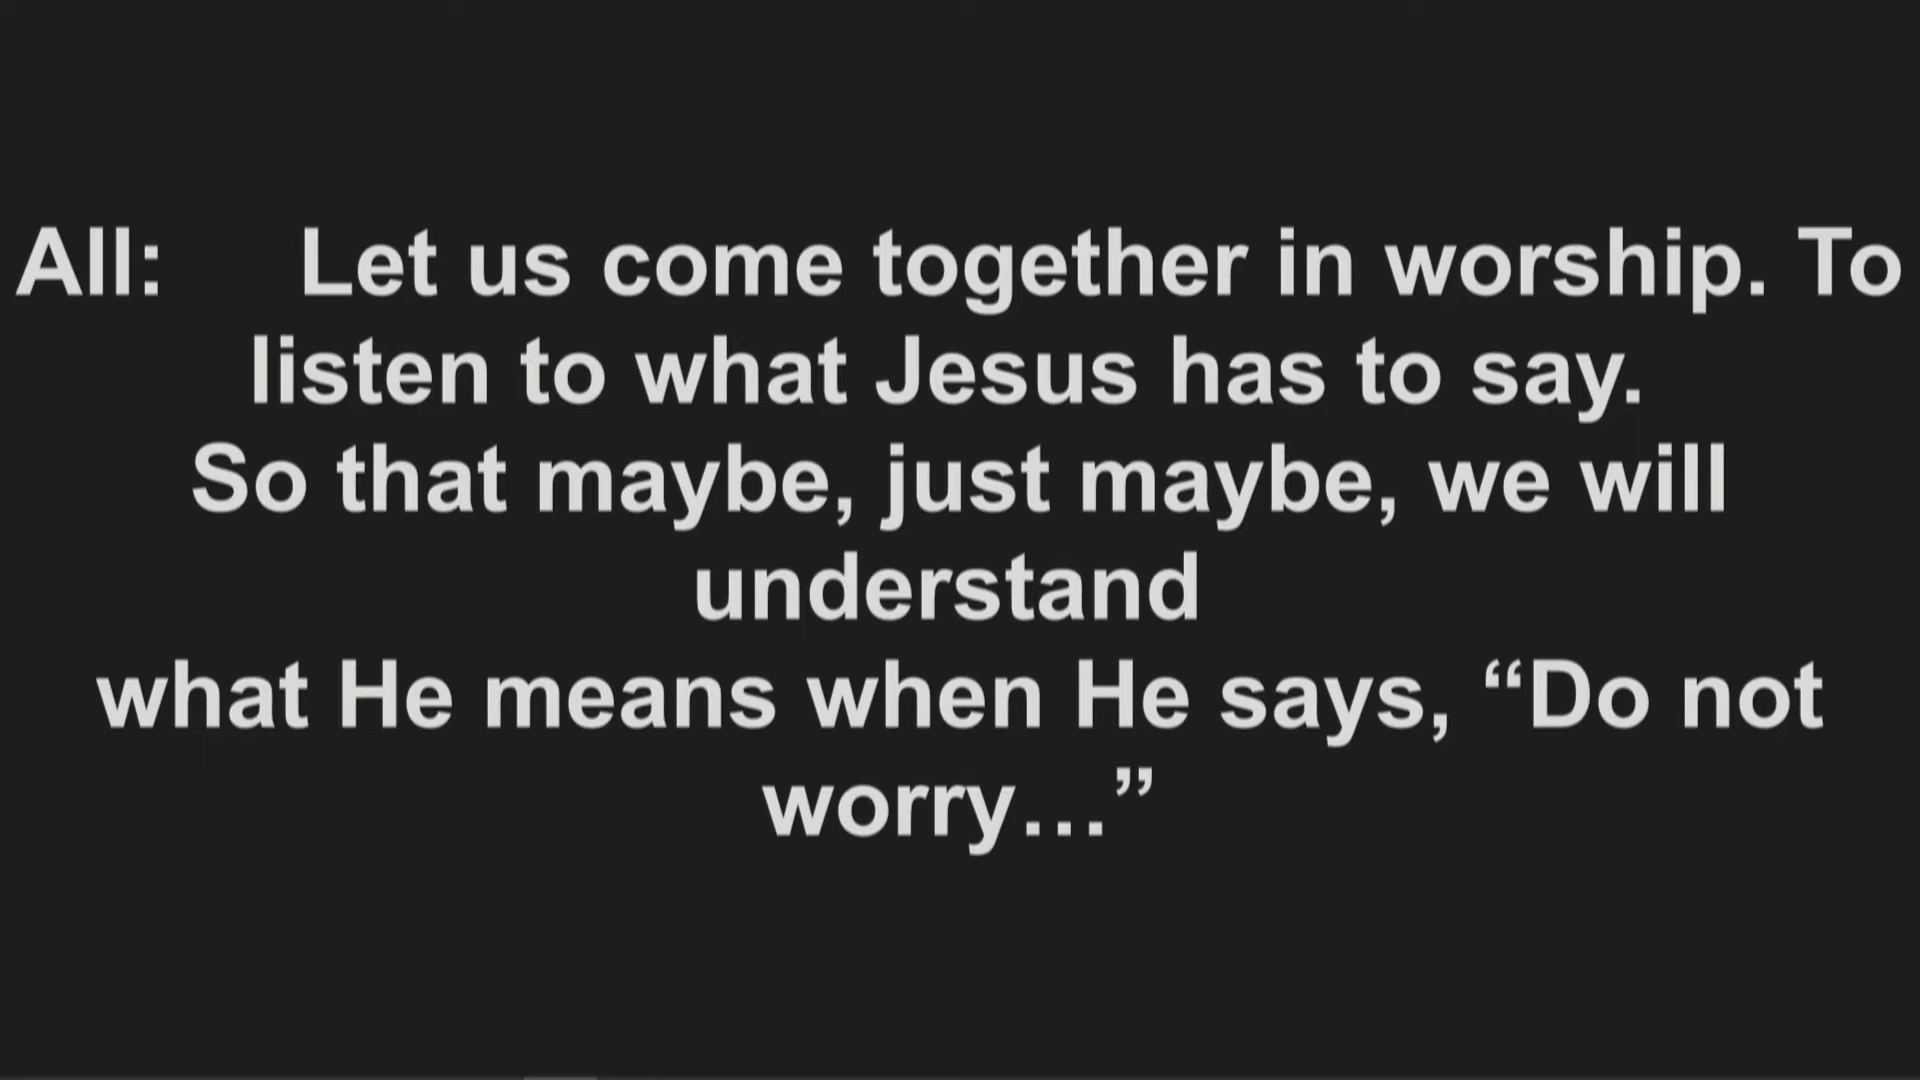 All: Let us come together in worship. To
listen to what Jesus has to say.
So that maybe, just maybe, we will
understand
what He means when He says, “Do not
worry…”